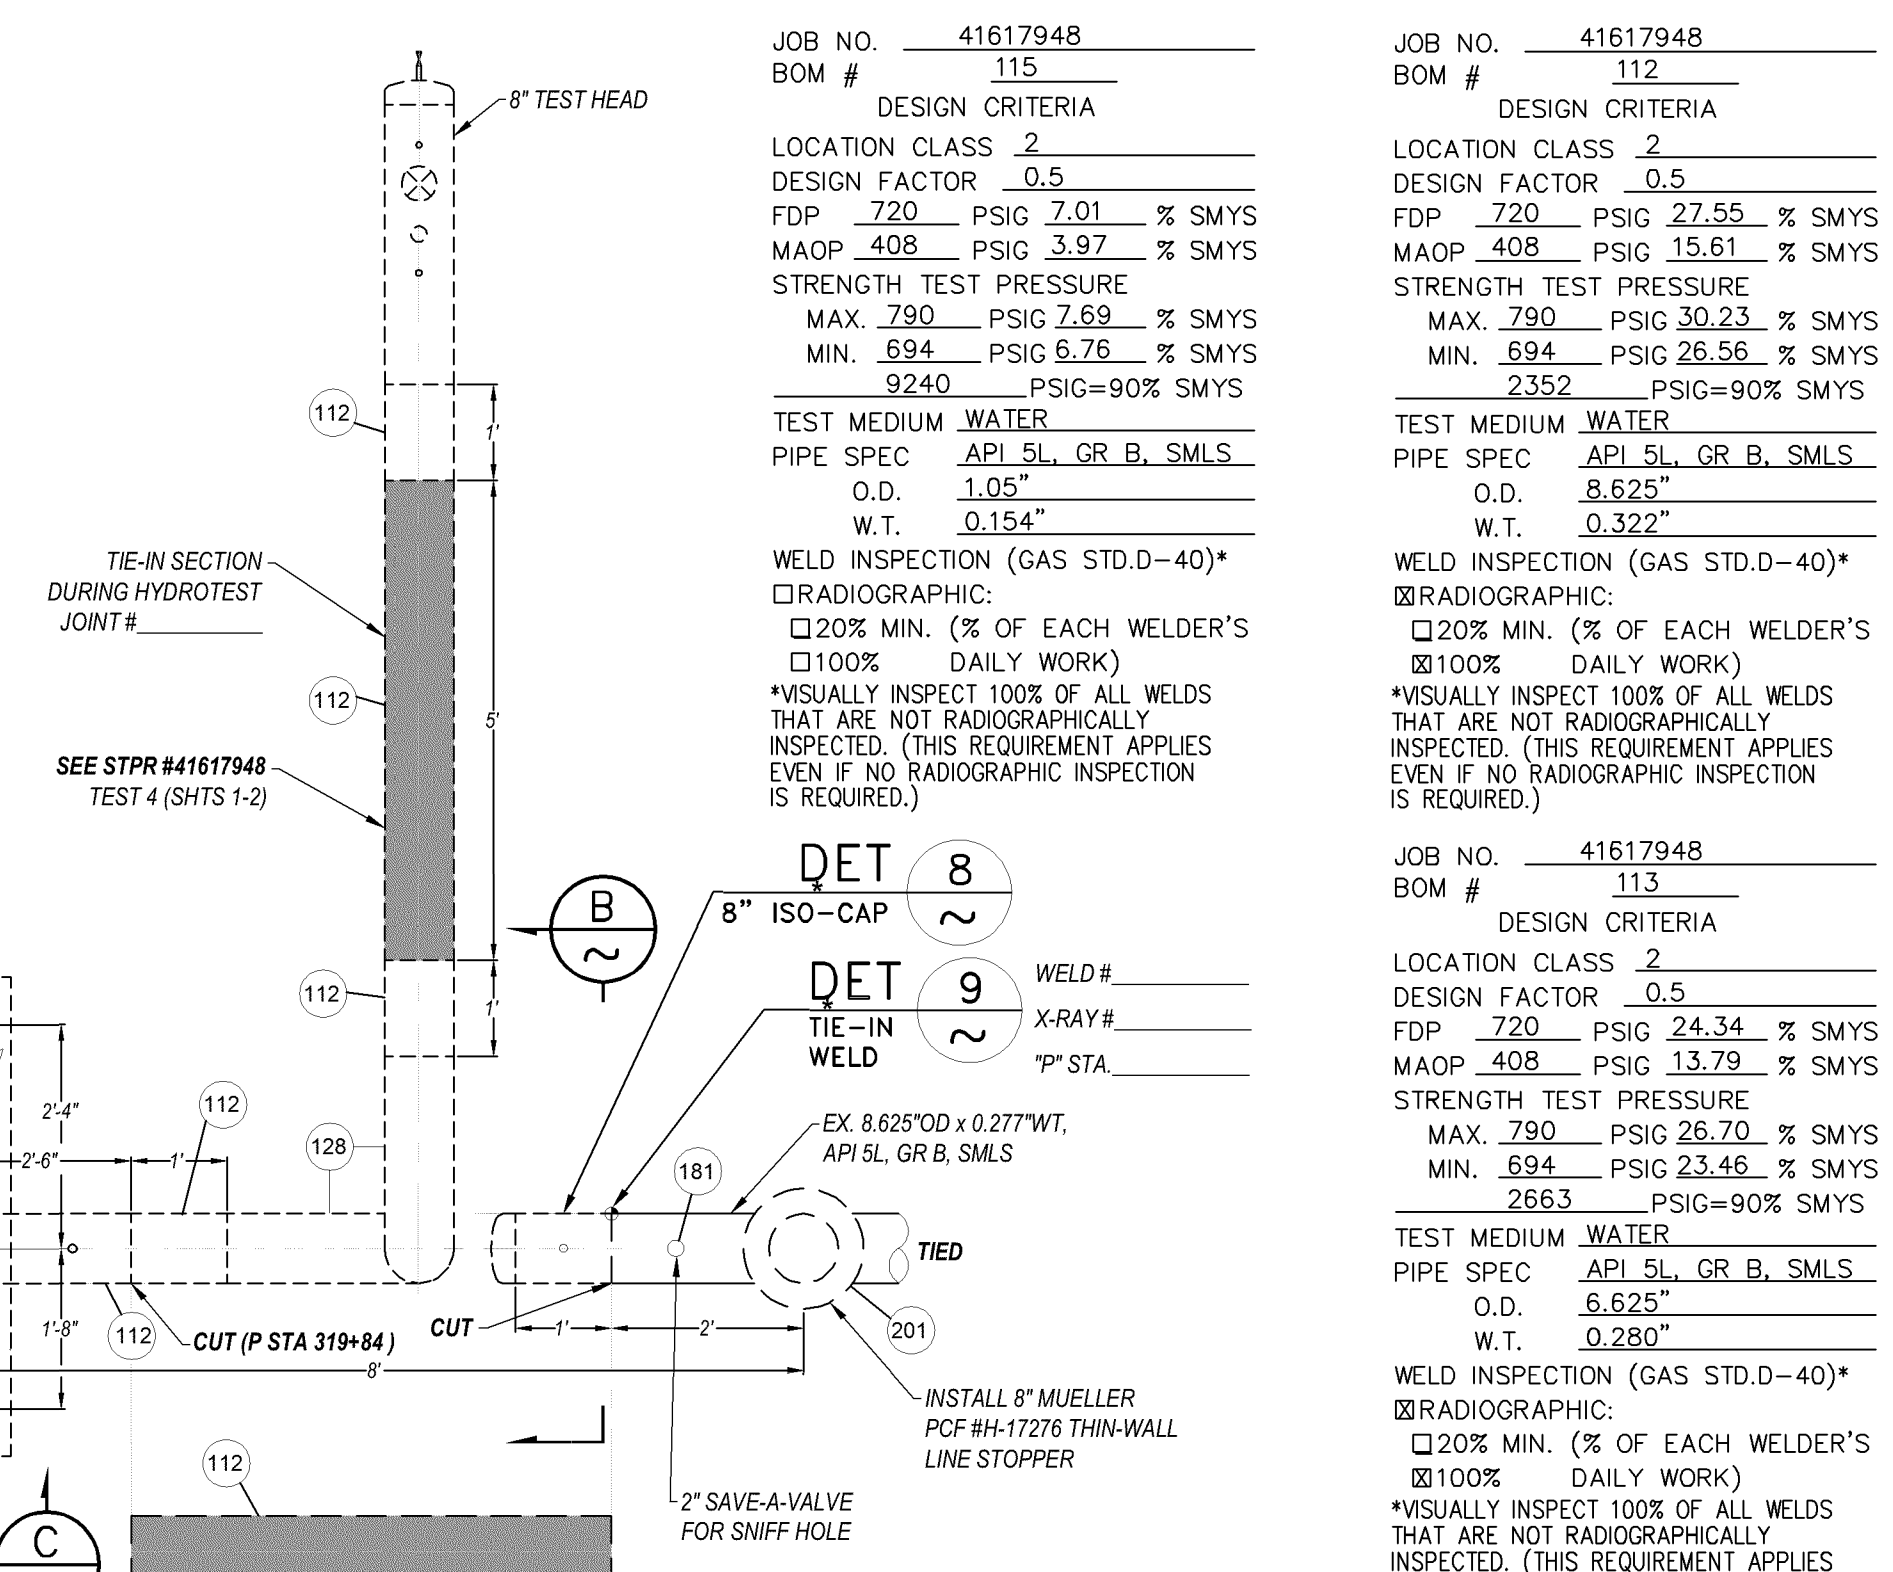 8" TEST HEAD
112
1'
TIE-IN SECTION
DURING HYDROTEST
JOINT #
112
5'
SEE STPR #41617948
TEST 4 (SHTS 1-2)
B
~
112
1'
2'-4"
112
128
2'-6"
1'
1'-8"
112
CUT (P STA 319+84 )
8'
112
C
DET 8
* ~
8" ISO-CAP
DET 9
* ~
TIE-IN
WELD
WELD #
X-RAY #
"P" STA.
EX. 8.625"OD x 0.277"WT,
API 5L, GR B, SMLS
181
TIED
CUT
1'
2'
201
INSTALL 8" MUELLER
PCF #H-17276 THIN-WALL
LINE STOPPER
2" SAVE-A-VALVE
FOR SNIFF HOLE
JOB NO. 41617948
BOM # 115
DESIGN CRITERIA
LOCATION CLASS 2
DESIGN FACTOR 0.5
FDP 720 PSIG 7.01 % SMYS
MAOP 408 PSIG 3.97 % SMYS
STRENGTH TEST PRESSURE
MAX. 790 PSIG 7.69 % SMYS
MIN. 694 PSIG 6.76 % SMYS
9240 PSIG=90% SMYS
TEST MEDIUM WATER
PIPE SPEC API 5L, GR B, SMLS
O.D. 1.05"
W.T. 0.154"
WELD INSPECTION (GAS STD.D-40)*
☐RADIOGRAPHIC:
☐20% MIN. (% OF EACH WELDER'S
☐100% DAILY WORK)
*VISUALLY INSPECT 100% OF ALL WELDS
THAT ARE NOT RADIOGRAPHICALLY
INSPECTED. (THIS REQUIREMENT APPLIES
EVEN IF NO RADIOGRAPHIC INSPECTION
IS REQUIRED.)
JOB NO. 41617948
BOM # 112
DESIGN CRITERIA
LOCATION CLASS 2
DESIGN FACTOR 0.5
FDP 720 PSIG 27.55 % SMYS
MAOP 408 PSIG 15.61 % SMYS
STRENGTH TEST PRESSURE
MAX. 790 PSIG 30.23 % SMYS
MIN. 694 PSIG 26.56 % SMYS
2352 PSIG=90% SMYS
TEST MEDIUM WATER
PIPE SPEC API 5L, GR B, SMLS
O.D. 8.625"
W.T. 0.322"
WELD INSPECTION (GAS STD.D-40)*
☒RADIOGRAPHIC:
☐20% MIN. (% OF EACH WELDER'S
☒100% DAILY WORK)
*VISUALLY INSPECT 100% OF ALL WELDS
THAT ARE NOT RADIOGRAPHICALLY
INSPECTED. (THIS REQUIREMENT APPLIES
EVEN IF NO RADIOGRAPHIC INSPECTION
IS REQUIRED.)
JOB NO. 41617948
BOM # 113
DESIGN CRITERIA
LOCATION CLASS 2
DESIGN FACTOR 0.5
FDP 720 PSIG 24.34 % SMYS
MAOP 408 PSIG 13.79 % SMYS
STRENGTH TEST PRESSURE
MAX. 790 PSIG 26.70 % SMYS
MIN. 694 PSIG 23.46 % SMYS
2663 PSIG=90% SMYS
TEST MEDIUM WATER
PIPE SPEC API 5L, GR B, SMLS
O.D. 6.625"
W.T. 0.280"
WELD INSPECTION (GAS STD.D-40)*
☒RADIOGRAPHIC:
☐20% MIN. (% OF EACH WELDER'S
☒100% DAILY WORK)
*VISUALLY INSPECT 100% OF ALL WELDS
THAT ARE NOT RADIOGRAPHICALLY
INSPECTED. (THIS REQUIREMENT APPLIES